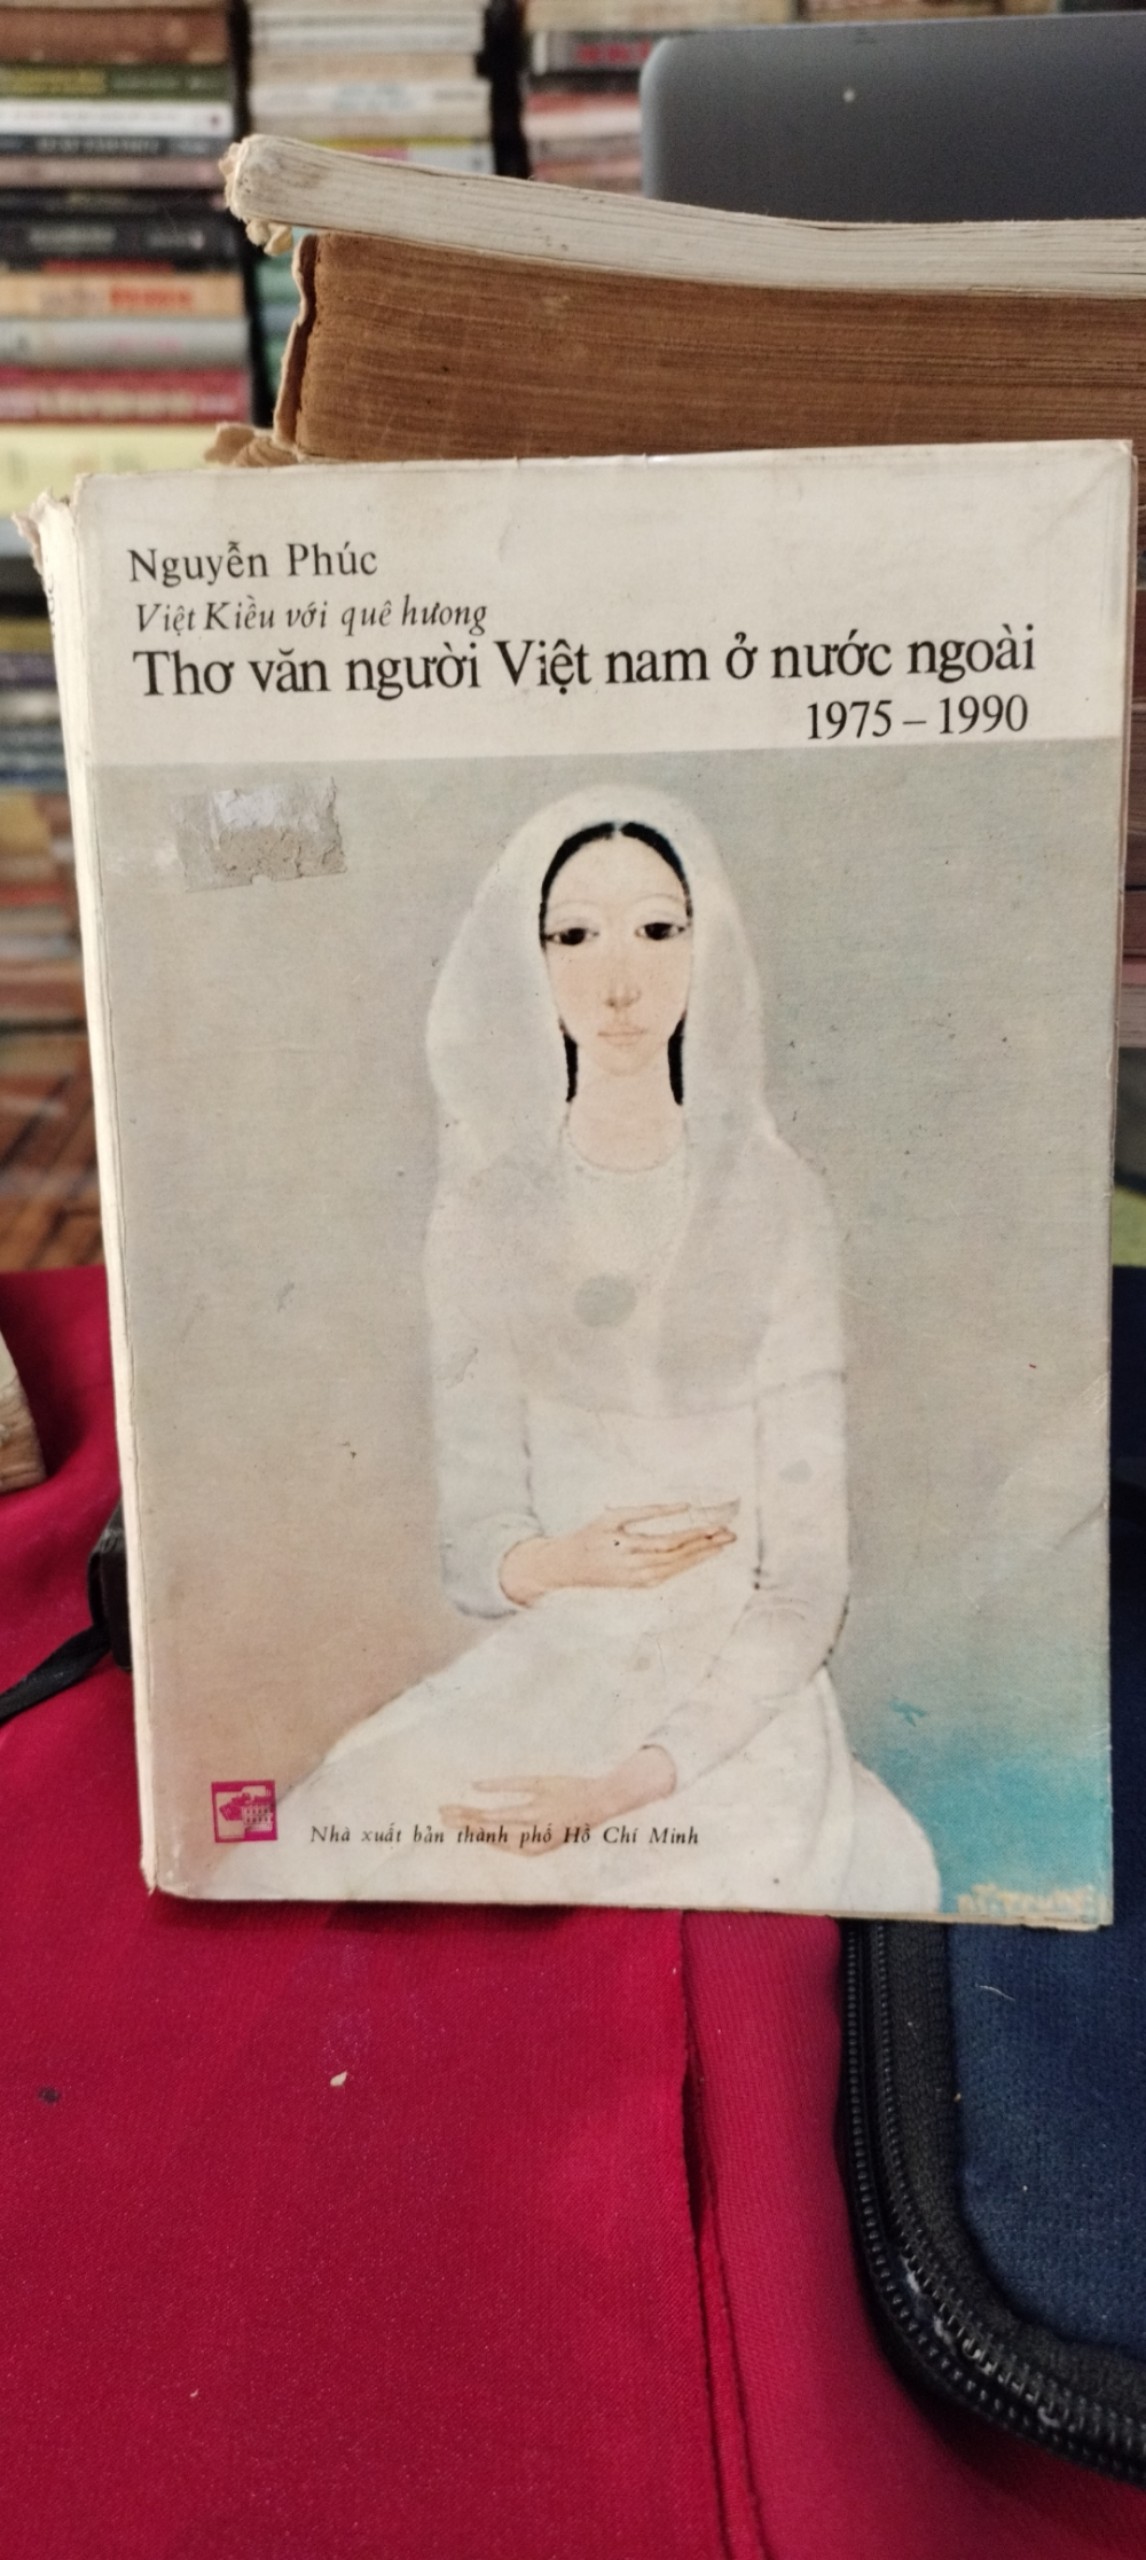 Nguyễn Phúc
Việt Kiều với quê hương
Thơ văn người Việt nam ở nước ngoài
1975 – 1990
Nhà xuất bản thành phố Hồ Chí Minh